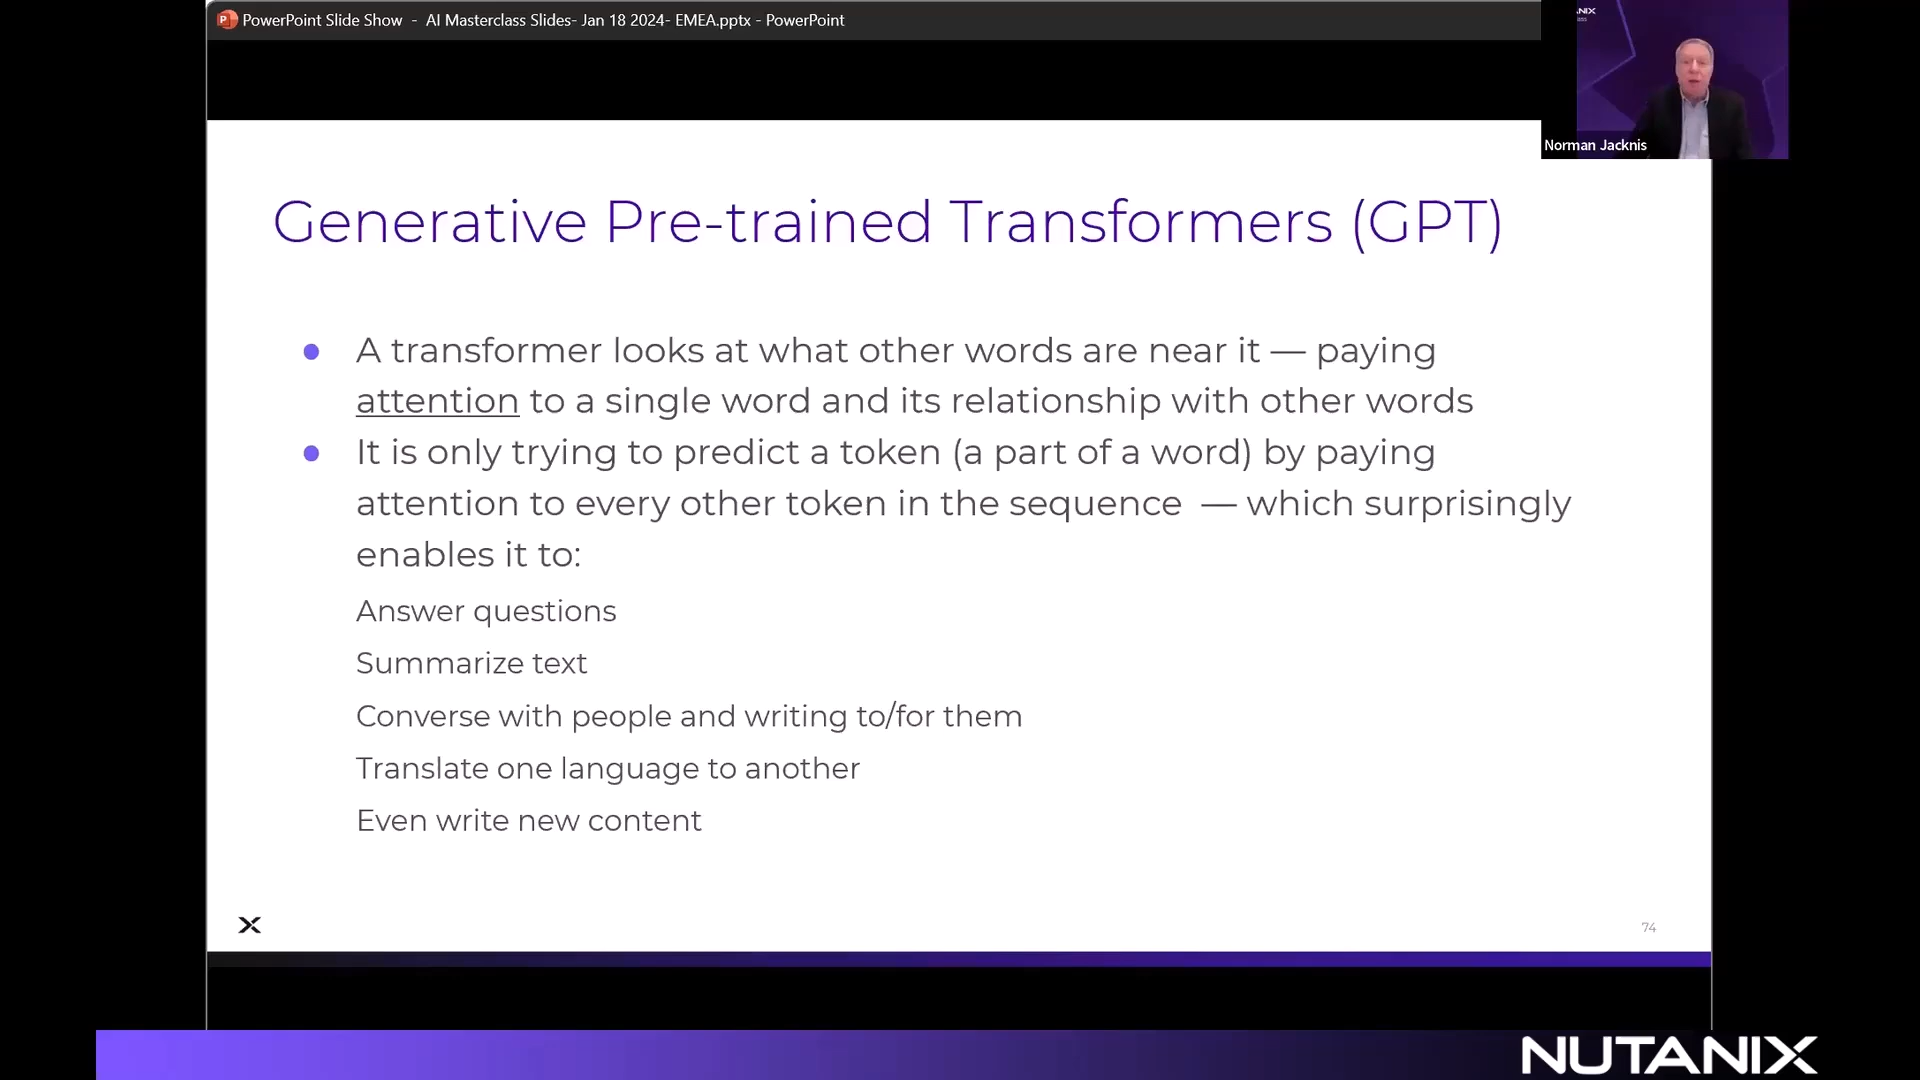 PowerPoint Slide Show - AI Masterclass Slides- Jan 18 2024- EMEA.pptx - PowerPoint
Norman Jacknis
Generative Pre-trained Transformers (GPT)
● A transformer looks at what other words are near it — paying
attention to a single word and its relationship with other words
● It is only trying to predict a token (a part of a word) by paying
attention to every other token in the sequence — which surprisingly
enables it to:
Answer questions
Summarize text
Converse with people and writing to/for them
Translate one language to another
Even write new content
74
NUTANIX